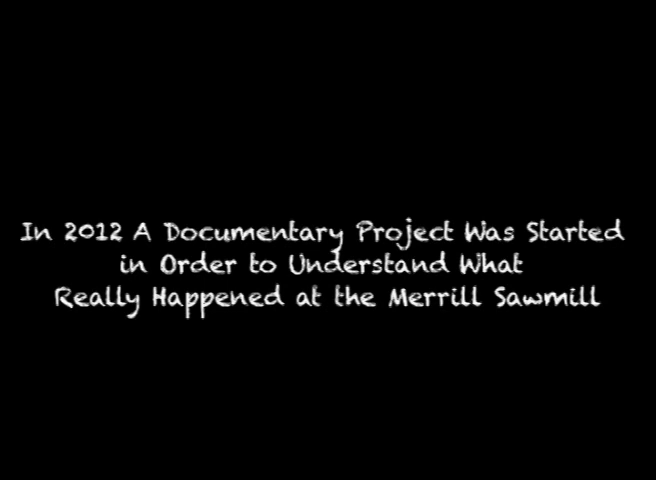 In 2012 A Documentary Project Was Started
in Order to Understand What
Really Happened at the Merrill Sawmill